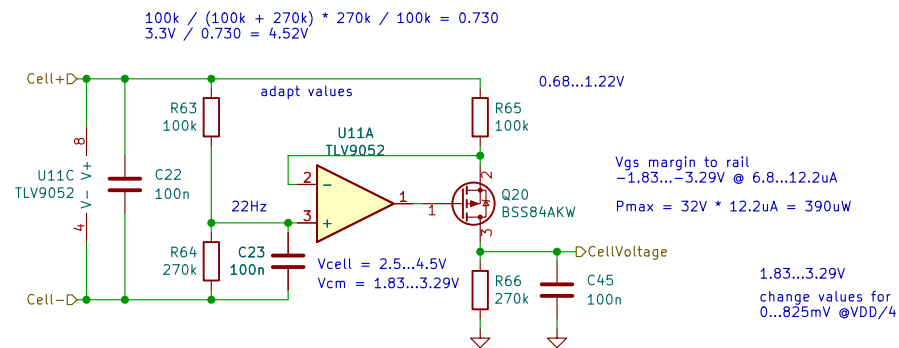 100k / (100k + 270k) * 270k / 100k = 0.730
3.3V / 0.730 = 4.52V
Cell+
adapt values
0.68...1.22V
R63
100k
R65
100k
8
U11C
TLV9052
V+
V-
4
C22
100n
U11A
TLV9052
2
-
3
+
1
1
2
Q20
BSS84AKW
3
Vgs margin to rail
-1.83...-3.29V @ 6.8...12.2uA
Pmax = 32V * 12.2uA = 390uW
22Hz
R64
270k
C23
100n
Vcell = 2.5...4.5V
Vcm = 1.83...3.29V
CellVoltage
R66
270k
C45
100n
1.83...3.29V
change values for
0...825mV @VDD/4
Cell-